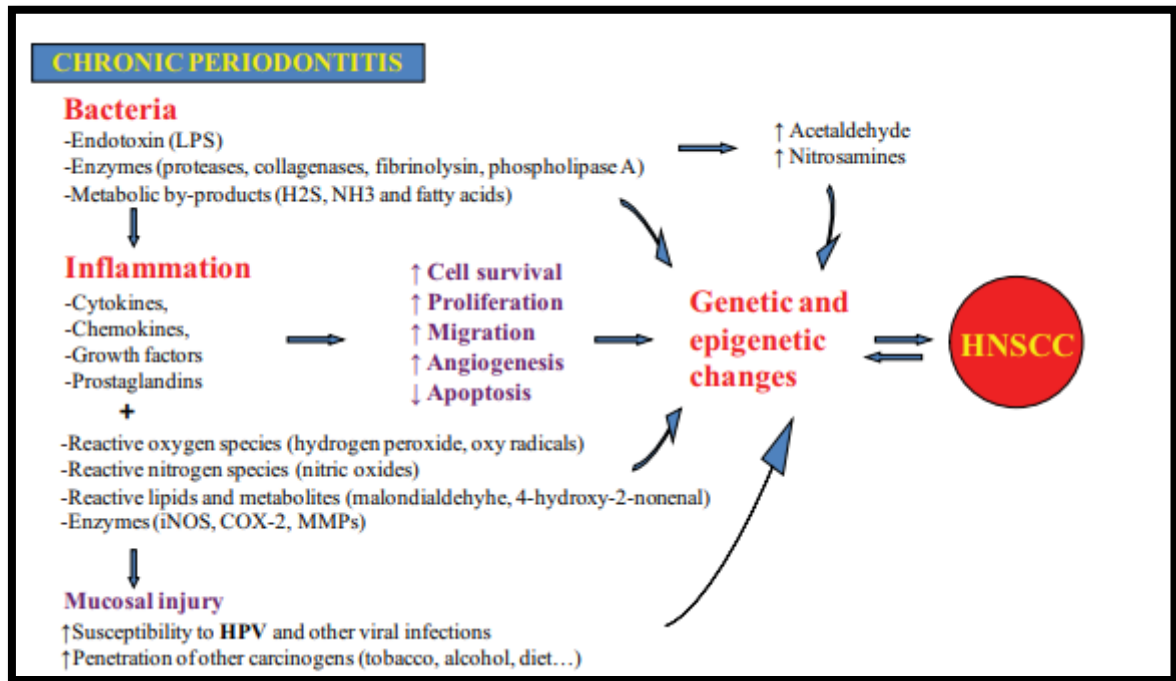 CHRONIC PERIODONTITIS
Bacteria
-Endotoxin (LPS)
-Enzymes (proteases, collagenases, fibrinolysin, phospholipase A)
-Metabolic by-products (H2S, NH3 and fatty acids)
↑ Acetaldehyde
↑ Nitrosamines
Inflammation
-Cytokines,
-Chemokines,
-Growth factors
-Prostaglandins
+
↑ Cell survival
↑ Proliferation
↑ Migration
↑ Angiogenesis
↓ Apoptosis
Genetic and
epigenetic
changes
HNSCC
-Reactive oxygen species (hydrogen peroxide, oxy radicals)
-Reactive nitrogen species (nitric oxides)
-Reactive lipids and metabolites (malondialdehyhe, 4-hydroxy-2-nonenal)
-Enzymes (iNOS, COX-2, MMPs)
Mucosal injury
↑Susceptibility to HPV and other viral infections
↑Penetration of other carcinogens (tobacco, alcohol, diet…)